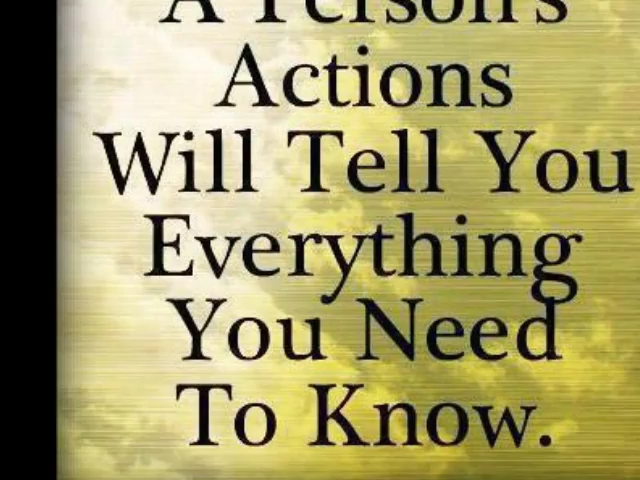 A Person's
Actions
Will Tell You
Everything
You Need
To Know.